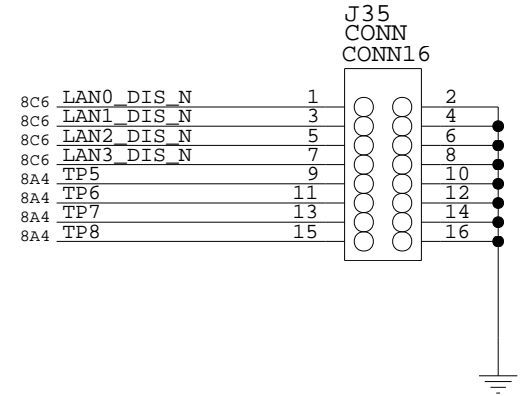 J35
CONN
CONN16
8C6 LAN0_DIS_N 1 2
8C6 LAN1_DIS_N 3 4
8C6 LAN2_DIS_N 5 6
8C6 LAN3_DIS_N 7 8
8A4 TP5 9 10
8A4 TP6 11 12
8A4 TP7 13 14
8A4 TP8 15 16